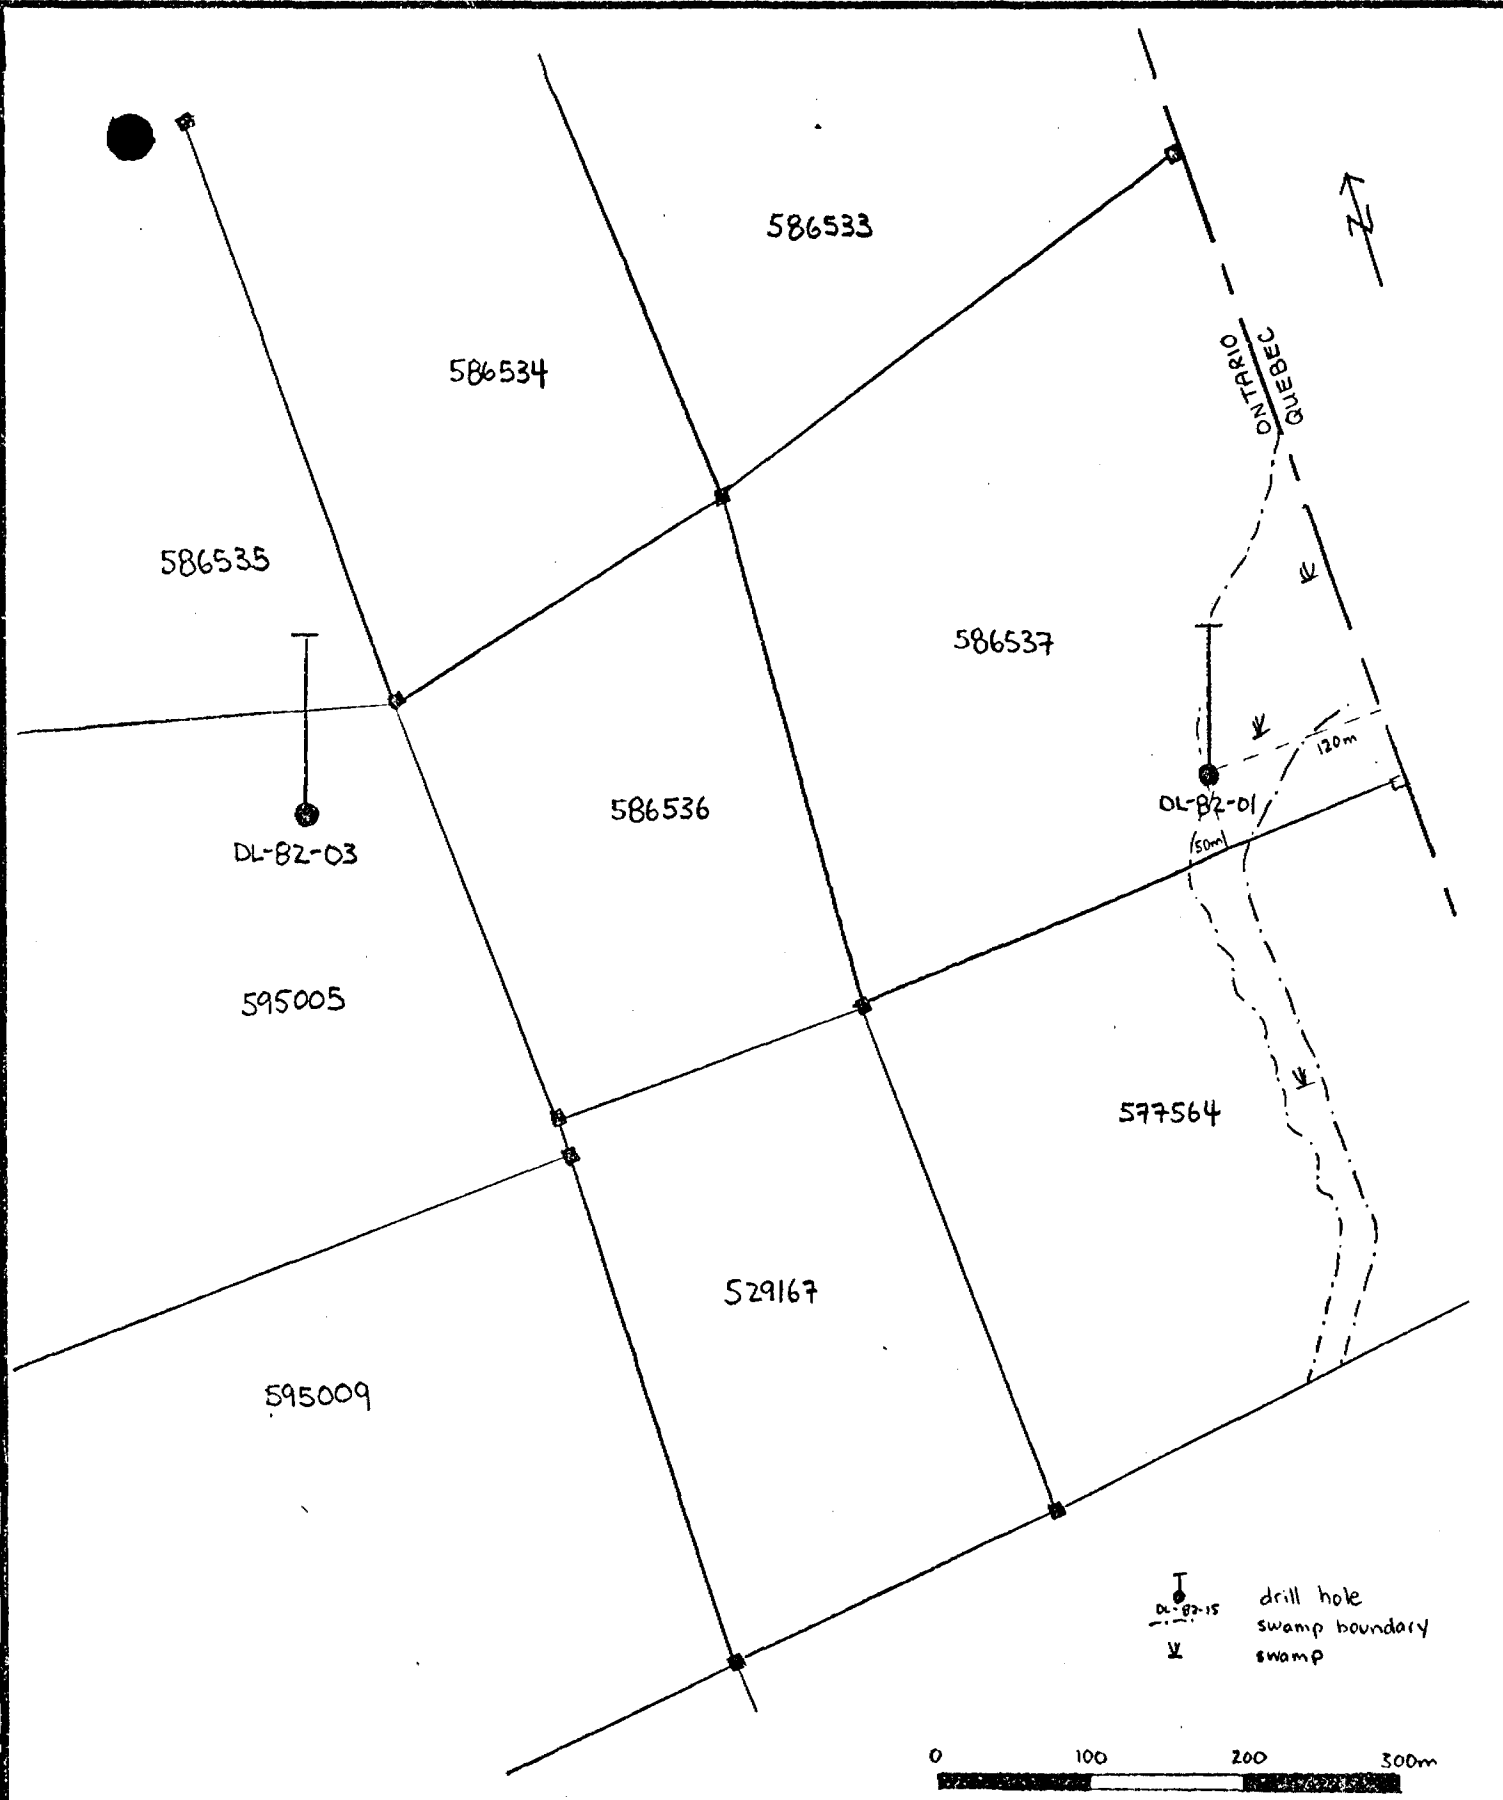 586533
N
586534
ONTARIO
QUEBEC
586535
586537
120m
DL-82-01
586536
DL-82-03
50m
595005
577564
529167
595009
DL-82-15 drill hole
swamp boundary
swamp
0 100 200 300m